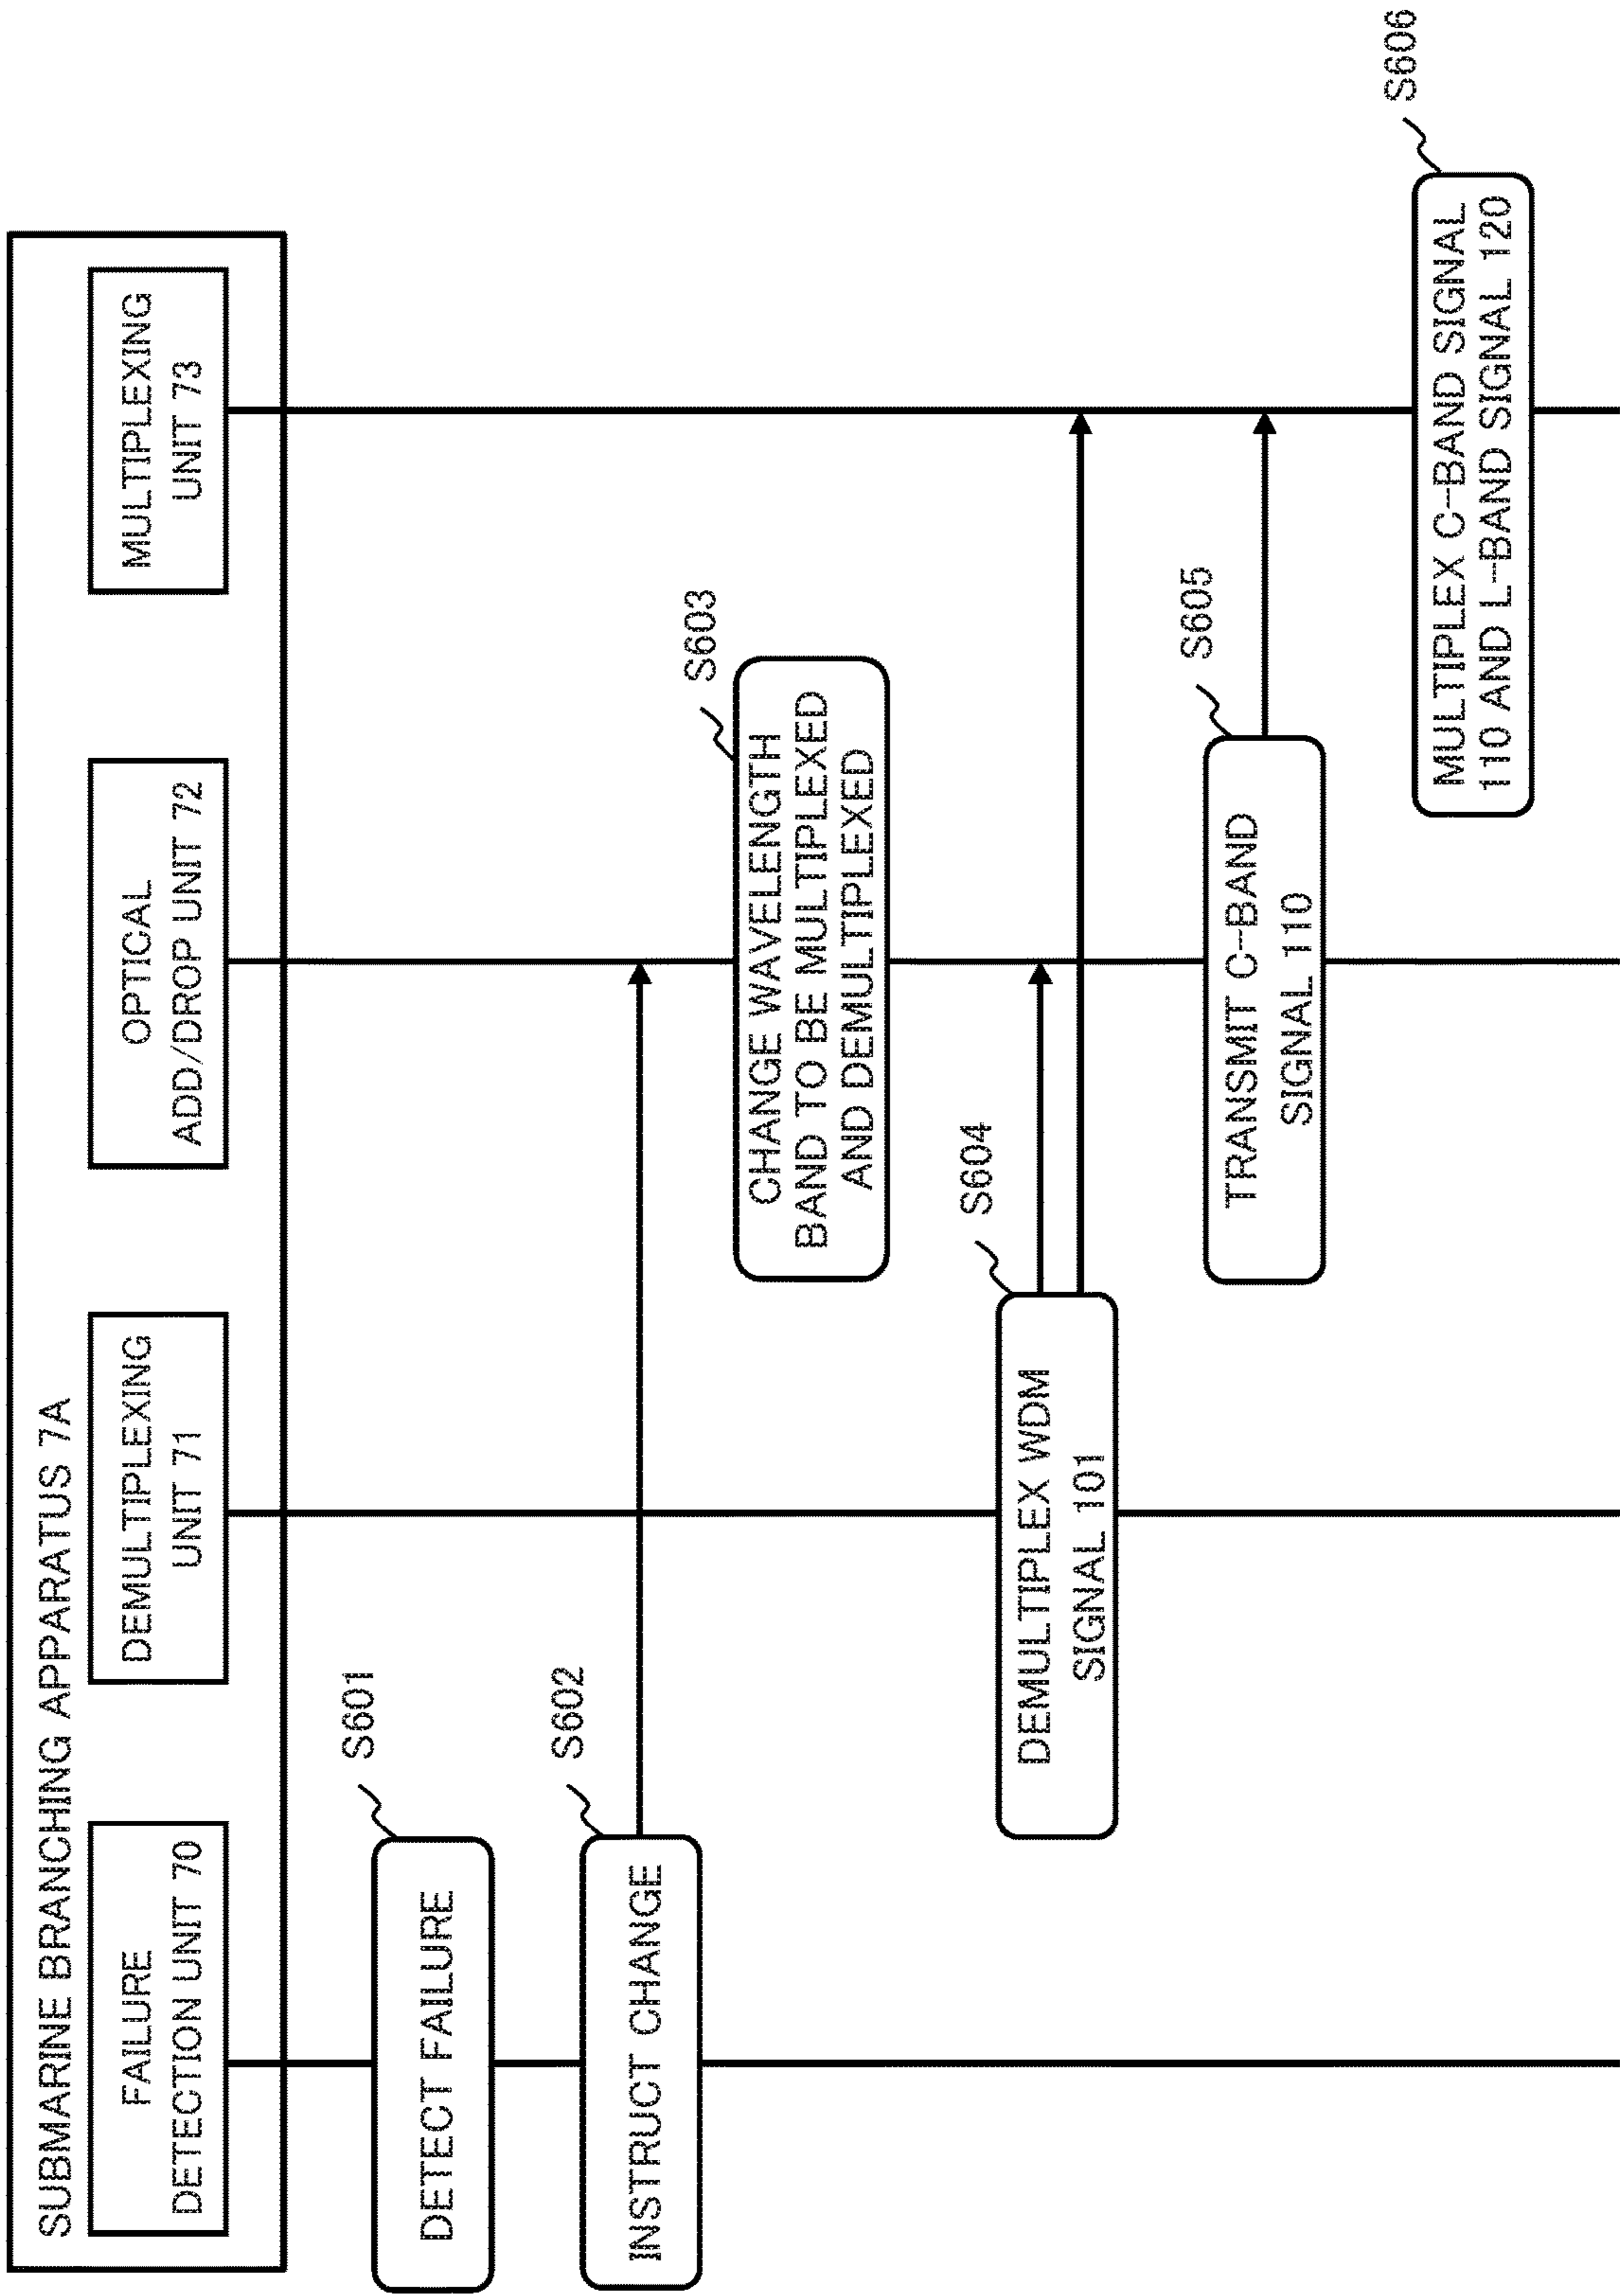 SUBMARINE BRANCHING APPARATUS 7A
FAILURE
DETECTION UNIT 70
DEMULTIPLEXING
UNIT 71
OPTICAL
ADD/DROP UNIT 72
MULTIPLEXING
UNIT 73
S601
DETECT FAILURE
S602
INSTRUCT CHANGE
S603
CHANGE WAVELENGTH
BAND TO BE MULTIPLEXED
AND DEMULTIPLEXED
S604
DEMULTIPLEX WDM
SIGNAL 101
S605
TRANSMIT C-BAND
SIGNAL 110
S606
MULTIPLEX C-BAND SIGNAL
110 AND L-BAND SIGNAL 120